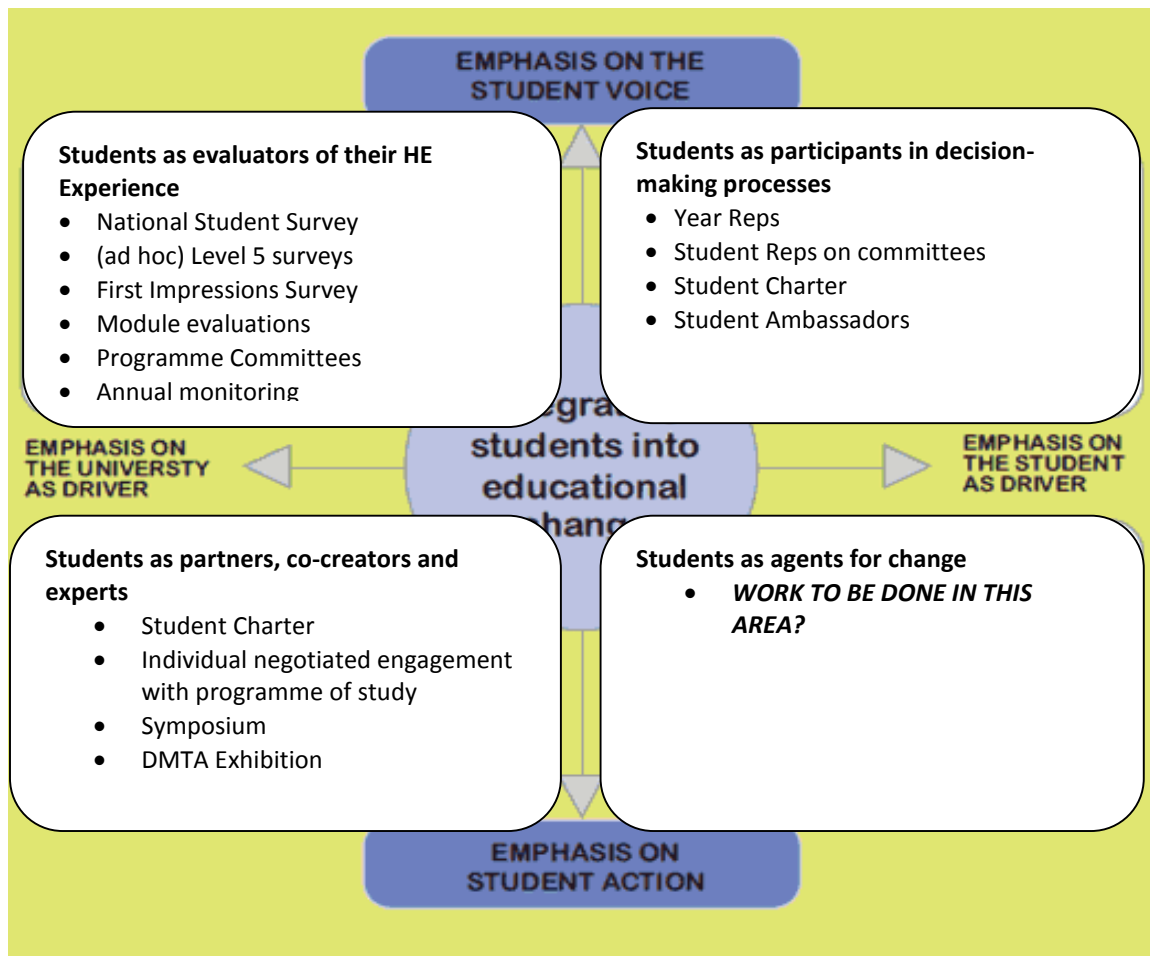 EMPHASIS ON THE
STUDENT VOICE
Students as evaluators of their HE
Experience
• National Student Survey
• (ad hoc) Level 5 surveys
• First Impressions Survey
• Module evaluations
• Programme Committees
• Annual monitoring
Students as participants in decision-
making processes
• Year Reps
• Student Reps on committees
• Student Charter
• Student Ambassadors
EMPHASIS ON
THE UNIVERSTY
AS DRIVER
students into
educational
EMPHASIS ON
THE STUDENT
AS DRIVER
Students as partners, co-creators and
experts
• Student Charter
• Individual negotiated engagement
with programme of study
• Symposium
• DMTA Exhibition
Students as agents for change
• WORK TO BE DONE IN THIS
AREA?
EMPHASIS ON
STUDENT ACTION